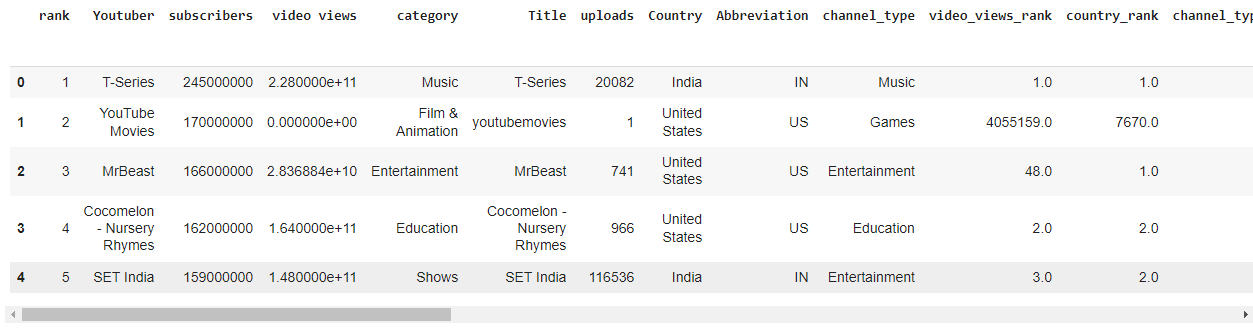 rank Youtuber subscribers video views category Title uploads Country Abbreviation channel_type video_views_rank country_rank channel_typ
0 1 T-Series 245000000 2.280000e+11 Music T-Series 20082 India IN Music 1.0 1.0
1 2 YouTube Movies 170000000 0.000000e+00 Film & Animation youtubemovies 1 United States US Games 4055159.0 7670.0
2 3 MrBeast 166000000 2.836884e+10 Entertainment MrBeast 741 United States US Entertainment 48.0 1.0
3 4 Cocomelon - Nursery Rhymes 162000000 1.640000e+11 Education Cocomelon - Nursery Rhymes 966 United States US Education 2.0 2.0
4 5 SET India 159000000 1.480000e+11 Shows SET India 116536 India IN Entertainment 3.0 2.0